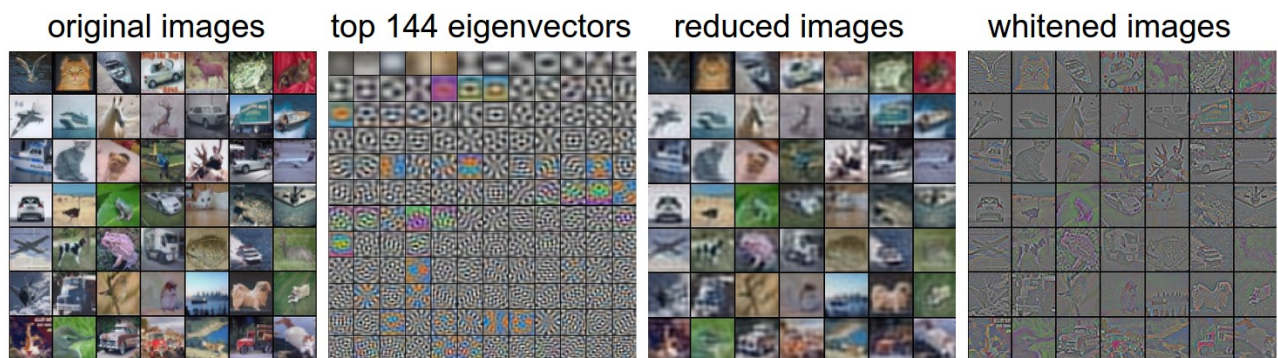 original images
top 144 eigenvectors
reduced images
whitened images